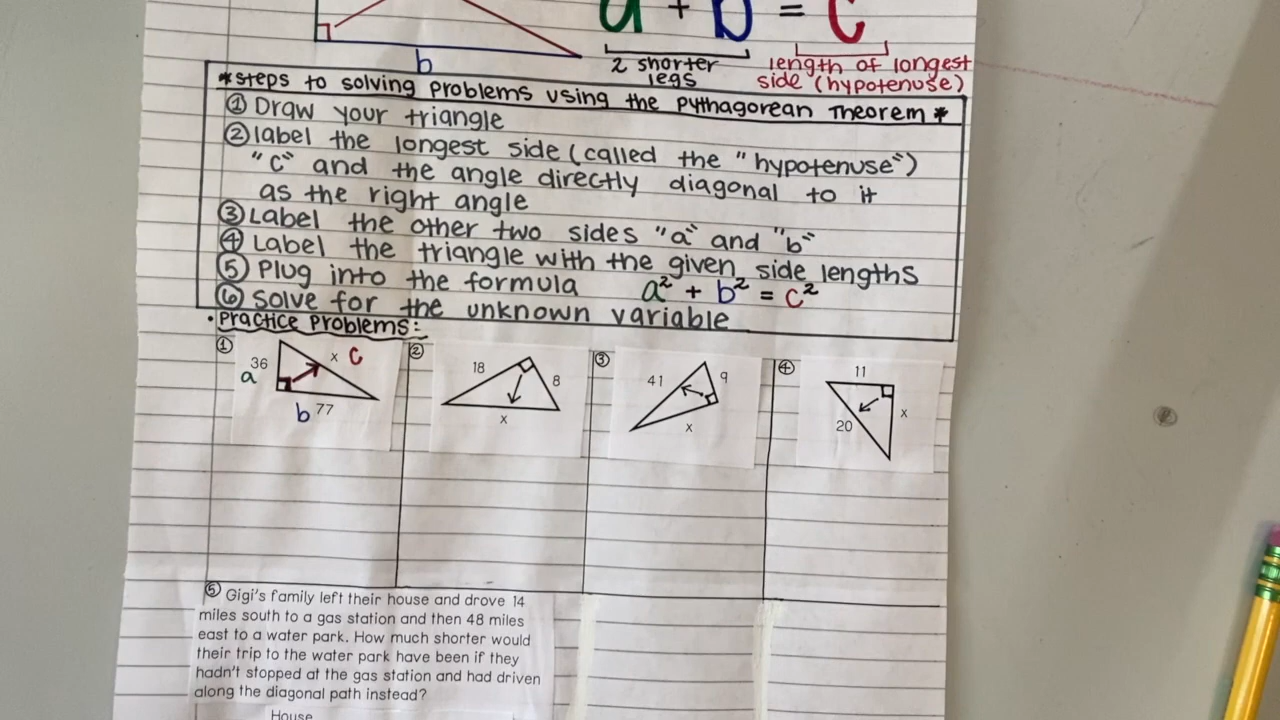 a + b = c
b
2 shorter legs
length of longest side (hypotenuse)
*steps to solving problems using the Pythagorean Theorem*
① Draw your triangle
② label the longest side (called the "hypotenuse")
"c" and the angle directly diagonal to it
as the right angle
③ Label the other two sides "a" and "b"
④ Label the triangle with the given side lengths
⑤ Plug into the formula a² + b² = c²
⑥ Solve for the unknown variable
• Practice Problems:
① 36 a x c b 77
② 18 8 x
③ 41 9 x
④ 11 x 20
⑤ Gigi's family left their house and drove 14
miles south to a gas station and then 48 miles
east to a water park. How much shorter would
their trip to the water park have been if they
hadn't stopped at the gas station and had driven
along the diagonal path instead?
House